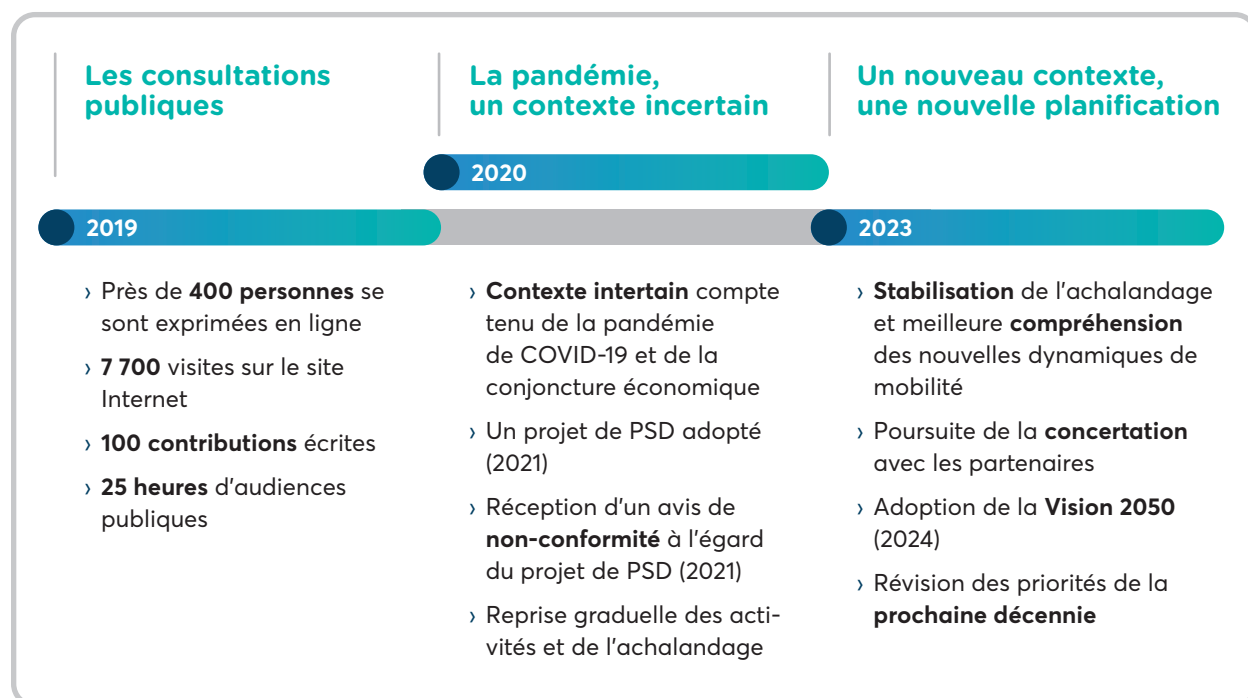 Les consultations
publiques
2019
› Près de 400 personnes se
sont exprimées en ligne
› 7 700 visites sur le site
Internet
› 100 contributions écrites
› 25 heures d'audiences
publiques
La pandémie,
un contexte incertain
2020
› Contexte intertain compte
tenu de la pandémie
de COVID-19 et de la
conjoncture économique
› Un projet de PSD adopté
(2021)
› Réception d'un avis de
non-conformité à l'égard
du projet de PSD (2021)
› Reprise graduelle des acti-
vités et de l'achalandage
Un nouveau contexte,
une nouvelle planification
2023
› Stabilisation de l'achalandage
et meilleure compréhension
des nouvelles dynamiques de
mobilité
› Poursuite de la concertation
avec les partenaires
› Adoption de la Vision 2050
(2024)
› Révision des priorités de la
prochaine décennie